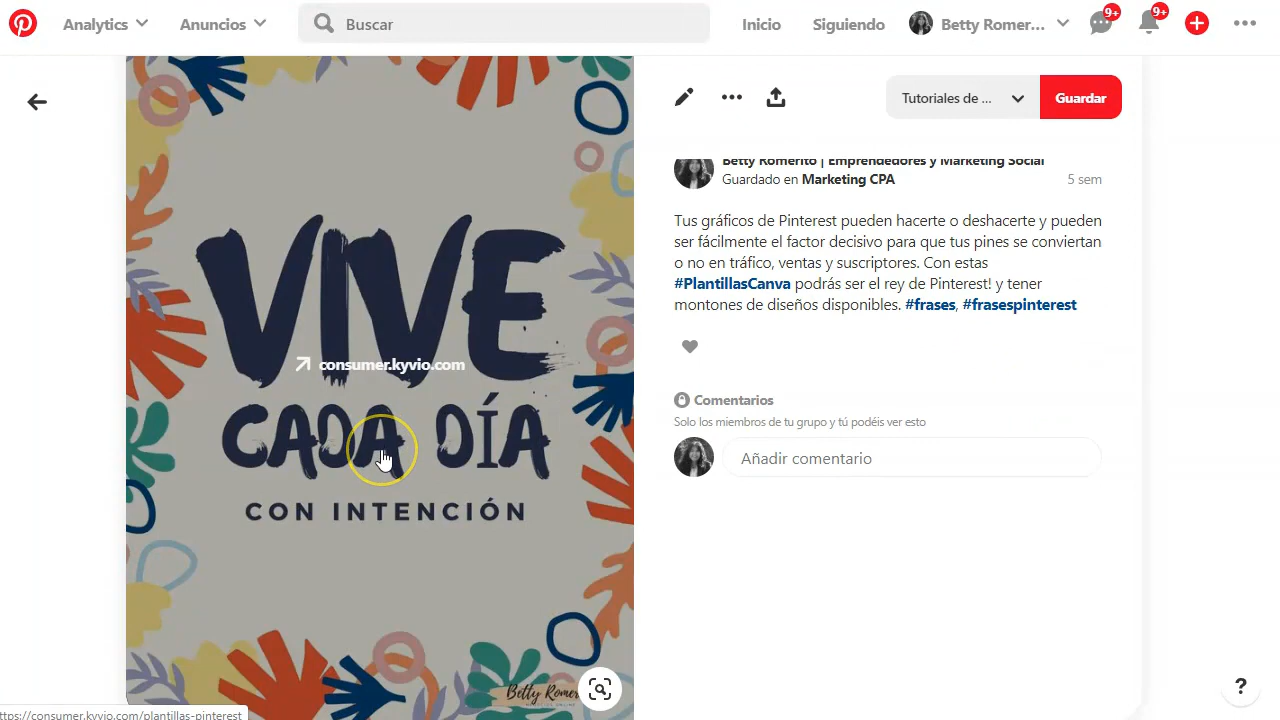 Analytics
Anuncios
Buscar
Inicio
Siguiendo
Betty Romer...
9+
9+
Tutoriales de ...
Guardar
Betty Romerito | Emprendedores y Marketing Social
Guardado en Marketing CPA
5 sem
Tus gráficos de Pinterest pueden hacerte o deshacerte y pueden
ser fácilmente el factor decisivo para que tus pines se conviertan
o no en tráfico, ventas y suscriptores. Con estas
#PlantillasCanva podrás ser el rey de Pinterest! y tener
montones de diseños disponibles. #frases, #frasespinterest
Comentarios
Solo los miembros de tu grupo y tú podéis ver esto
Añadir comentario
VIVE
consumer.kyvio.com
CADA DÍA
CON INTENCIÓN
Betty Romer
ttps://consumer.kyvio.com/plantillas-pinterest
?